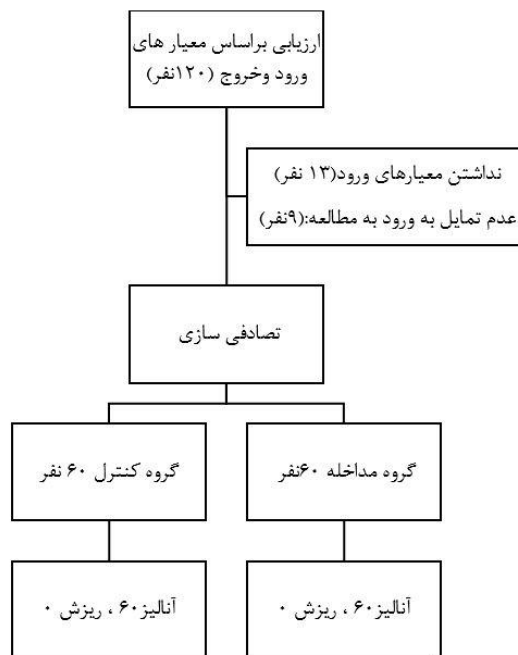 ارزیابی براساس معیار های
ورود وخروج (۱۲۰نفر)
نداشتن معیارهای ورود(۱۳ نفر)
عدم تمایل به ورود به مطالعه:(۹نفر)
تصادفی سازی
گروه مداخله ۶۰نفر
گروه کنترل ۶۰ نفر
آنالیز۶۰ ، ریزش ۰
آنالیز۶۰ ، ریزش ۰